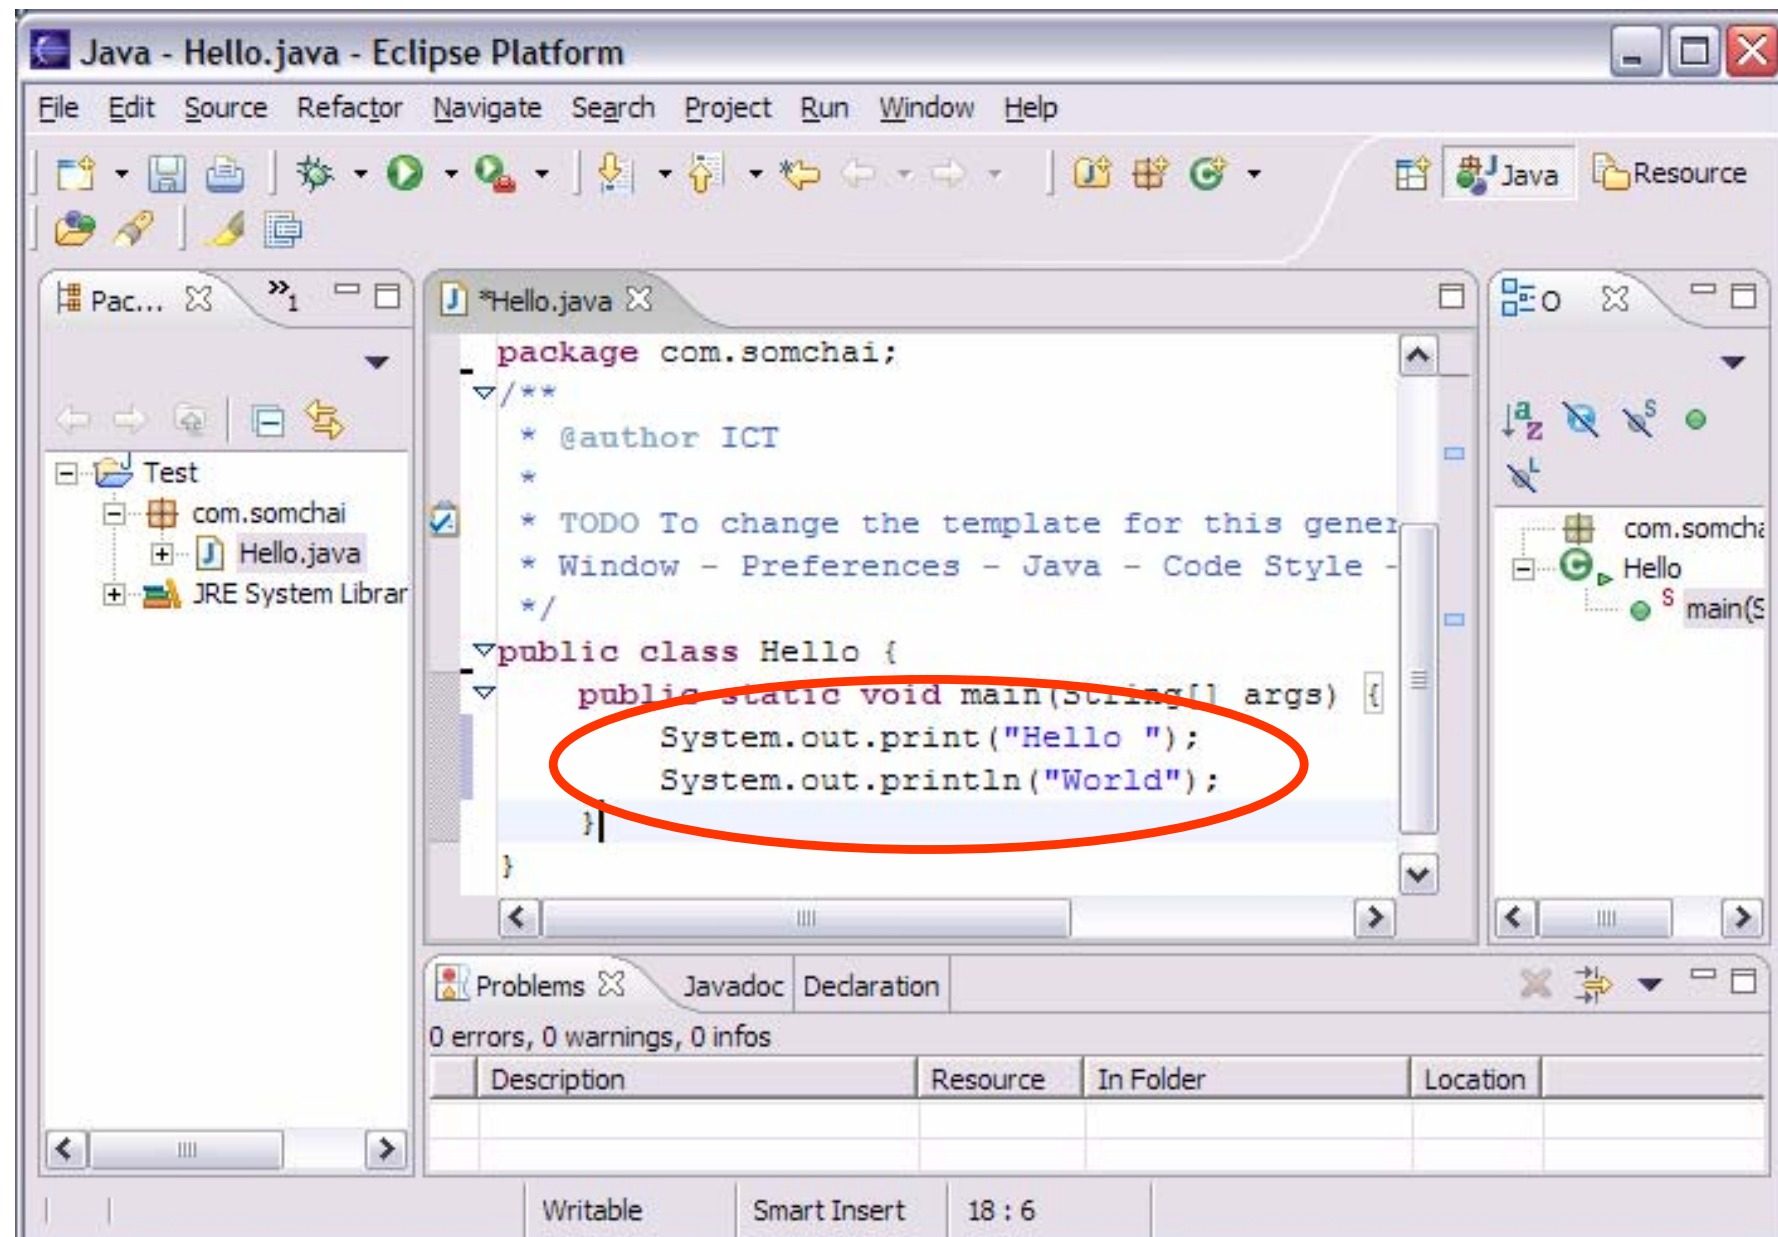 Java - Hello.java - Eclipse Platform
File Edit Source Refactor Navigate Search Project Run Window Help
Java Resource
Pac... »1
Test
com.somchai
Hello.java
JRE System Librar
*Hello.java
package com.somchai;
/**
* @author ICT
*
* TODO To change the template for this gener
* Window - Preferences - Java - Code Style -
*/
public class Hello {
public static void main(String[] args) {
System.out.print("Hello ");
System.out.println("World");
}
}
O
com.somcha
Hello
main(S
Problems Javadoc Declaration
0 errors, 0 warnings, 0 infos
Description Resource In Folder Location
Writable Smart Insert 18 : 6